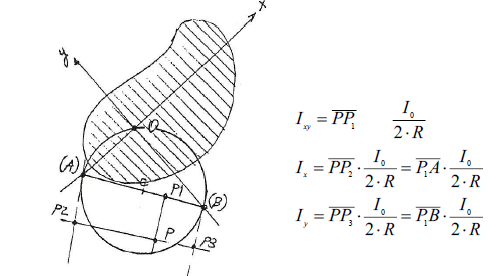 x
y
O
(A)
C
P1
(B)
P2
P
P3
I_{xy} = \overline{PP_1} \frac{I_0}{2 \cdot R}
I_x = \overline{PP_2} \cdot \frac{I_0}{2 \cdot R} = \overline{P_1A} \cdot \frac{I_0}{2 \cdot R}
I_y = \overline{PP_3} \cdot \frac{I_0}{2 \cdot R} = \overline{P_1B} \cdot \frac{I_0}{2 \cdot R}